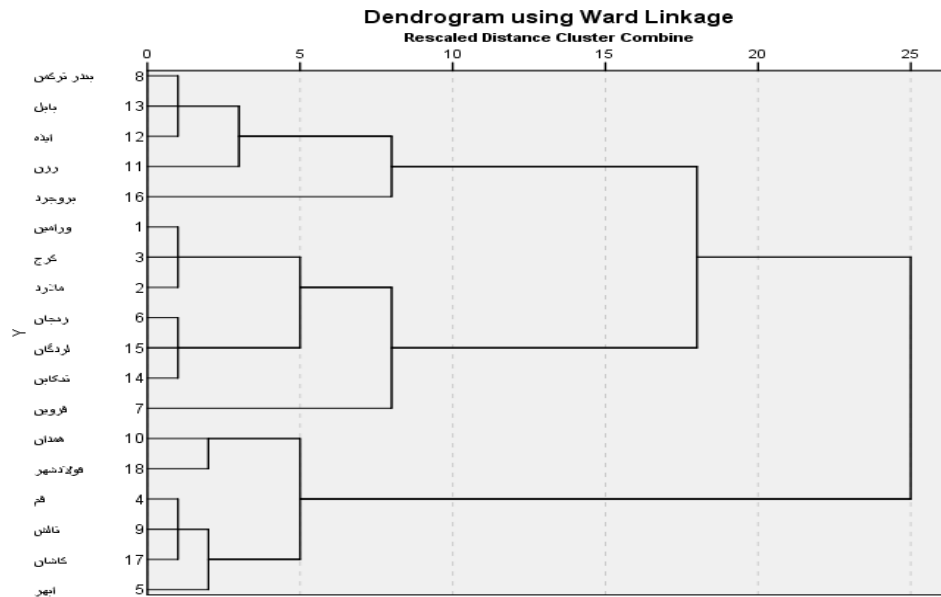 Dendrogram using Ward Linkage
Rescaled Distance Cluster Combine
0 5 10 15 20 25
بندر ترکمن 8
بابل 13
ایذه 12
رزن 11
بروجرد 16
ورامین 1
کرج 3
ملارد 2
زنجان 6
لردگان 15
تنکابن 14
قزوین 7
همدان 10
فولادشهر 18
قم 4
تالش 9
کاشان 17
ابهر 5
Y